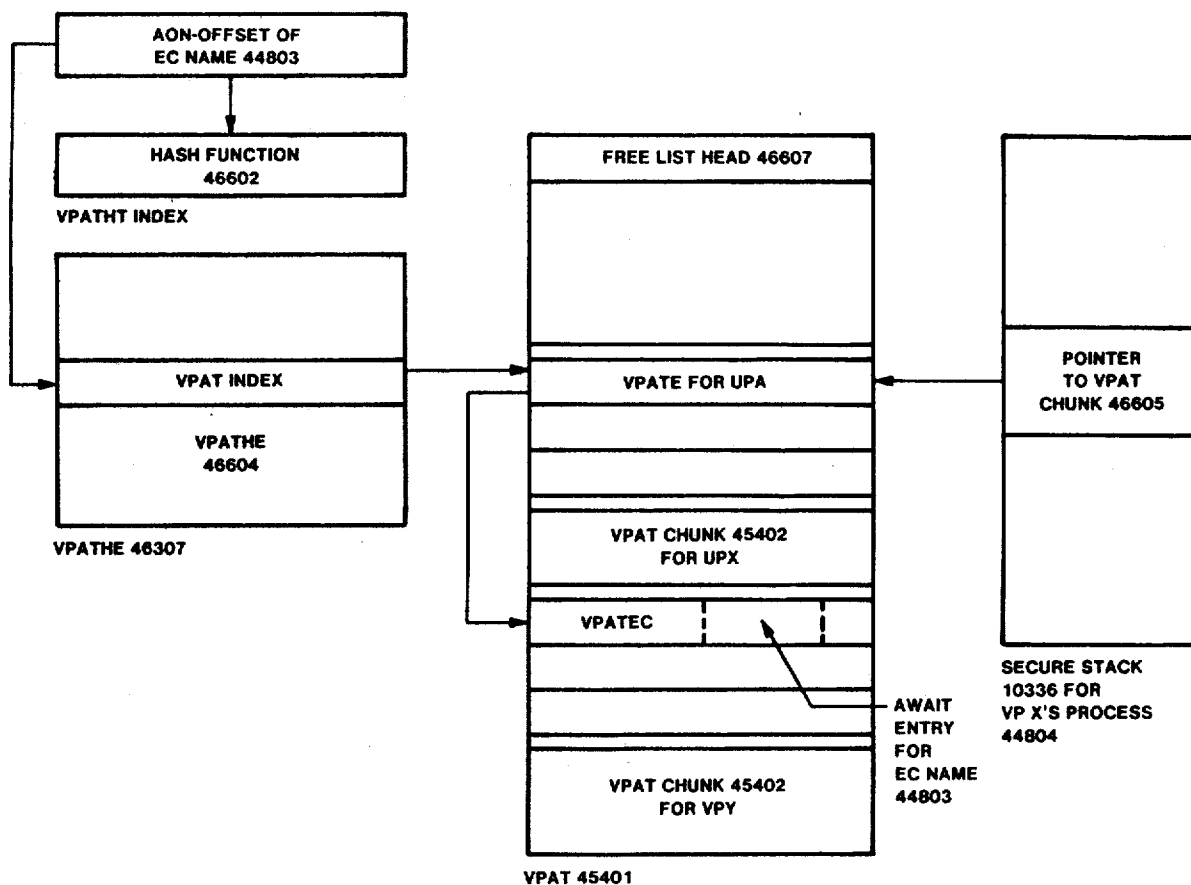 AON-OFFSET OF
EC NAME 44803
HASH FUNCTION
46602
VPATHT INDEX
VPAT INDEX
VPATHE
46604
VPATHE 46307
FREE LIST HEAD 46607
VPATE FOR UPA
VPAT CHUNK 45402
FOR UPX
VPATEC
VPAT CHUNK 45402
FOR VPY
VPAT 45401
AWAIT
ENTRY
FOR
EC NAME
44803
POINTER
TO VPAT
CHUNK 46605
SECURE STACK
10336 FOR
VP X'S PROCESS
44804